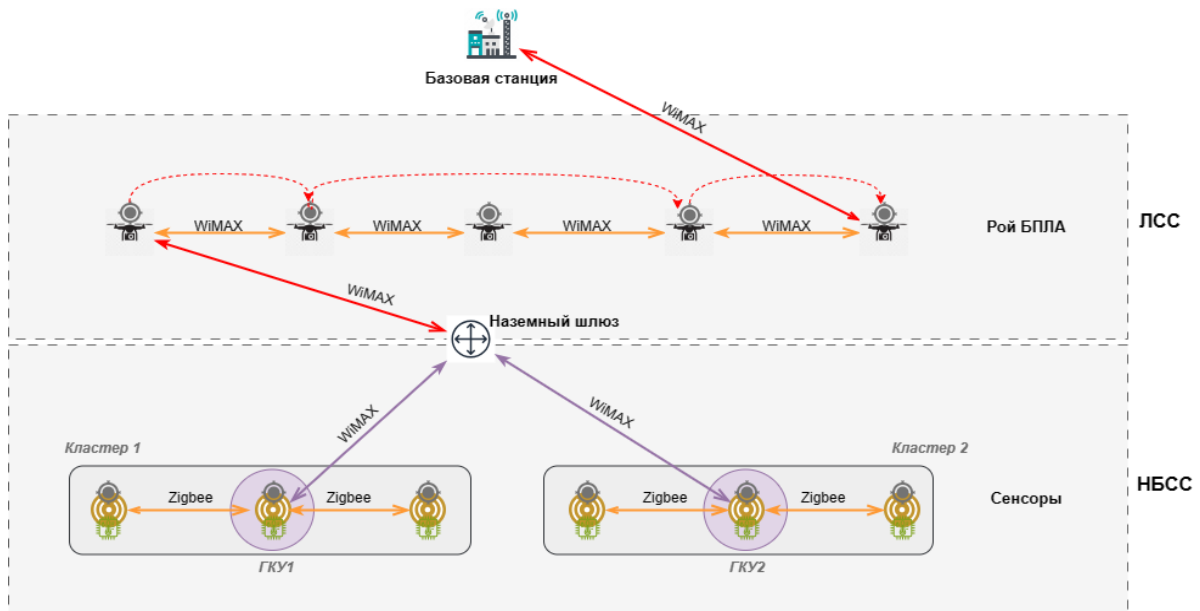 Базовая станция
WiMAX
WiMAX
WiMAX
WiMAX
WiMAX
Рой БПЛА
ЛСС
WiMAX
Наземный шлюз
WiMAX
WiMAX
Кластер 1
Кластер 2
Zigbee
Zigbee
Zigbee
Zigbee
Сенсоры
НБСС
ГКУ1
ГКУ2